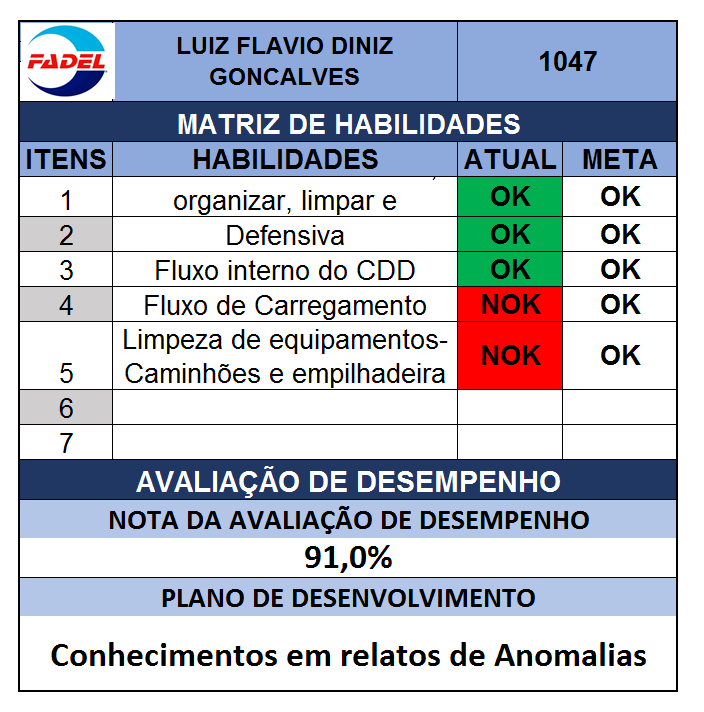 FADEL
LUIZ FLAVIO DINIZ
GONCALVES
1047
MATRIZ DE HABILIDADES
ITENS HABILIDADES ATUAL META
1 organizar, limpar e OK OK
2 Defensiva OK OK
3 Fluxo interno do CDD OK OK
4 Fluxo de Carregamento NOK OK
Limpeza de equipamentos-
5 Caminhões e empilhadeira NOK OK
6
7
AVALIAÇÃO DE DESEMPENHO
NOTA DA AVALIAÇÃO DE DESEMPENHO
91,0%
PLANO DE DESENVOLVIMENTO
Conhecimentos em relatos de Anomalias